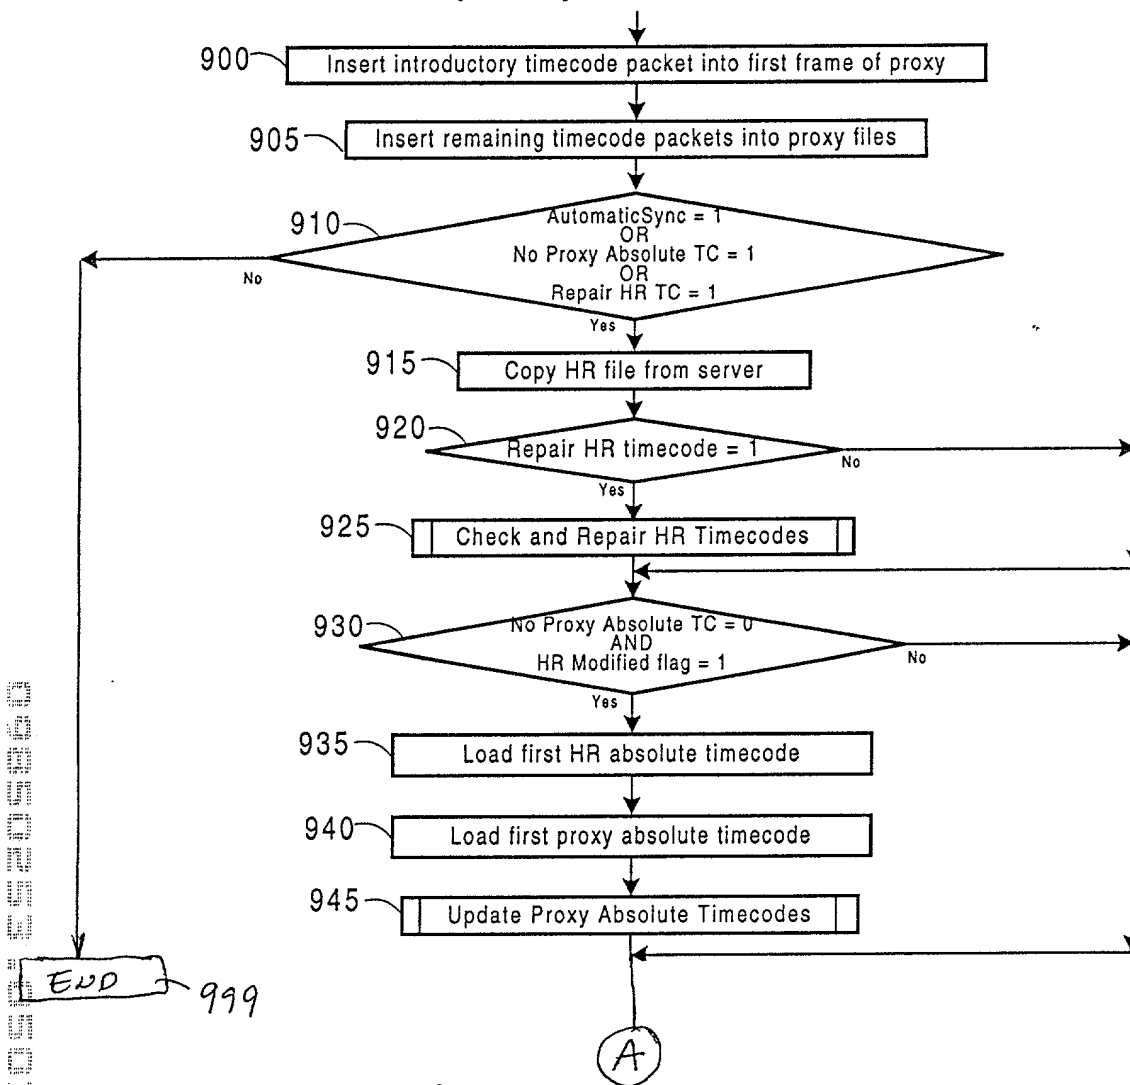 900
Insert introductory timecode packet into first frame of proxy
905
Insert remaining timecode packets into proxy files
910
AutomaticSync = 1
OR
No Proxy Absolute TC = 1
OR
Repair HR TC = 1
No
Yes
915
Copy HR file from server
920
Repair HR timecode = 1
No
Yes
925
Check and Repair HR Timecodes
930
No Proxy Absolute TC = 0
AND
HR Modified flag = 1
No
Yes
935
Load first HR absolute timecode
940
Load first proxy absolute timecode
945
Update Proxy Absolute Timecodes
END
999
A